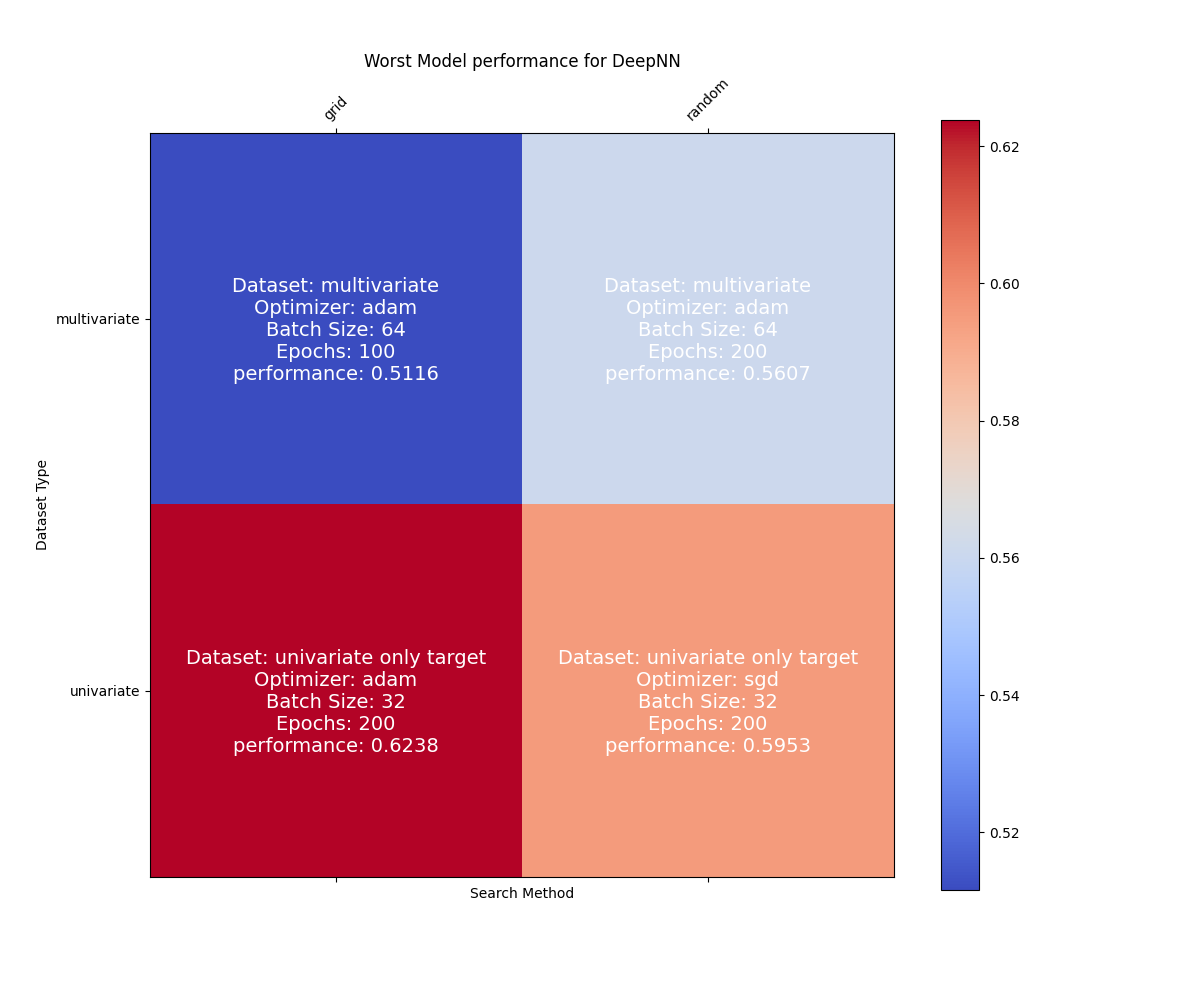 Worst Model performance for DeepNN
grid
random
multivariate
univariate
Dataset Type
Dataset: multivariate
Optimizer: adam
Batch Size: 64
Epochs: 100
performance: 0.5116
Dataset: multivariate
Optimizer: adam
Batch Size: 64
Epochs: 200
performance: 0.5607
Dataset: univariate only target
Optimizer: adam
Batch Size: 32
Epochs: 200
performance: 0.6238
Dataset: univariate only target
Optimizer: sgd
Batch Size: 32
Epochs: 200
performance: 0.5953
Search Method
0.62
0.60
0.58
0.56
0.54
0.52